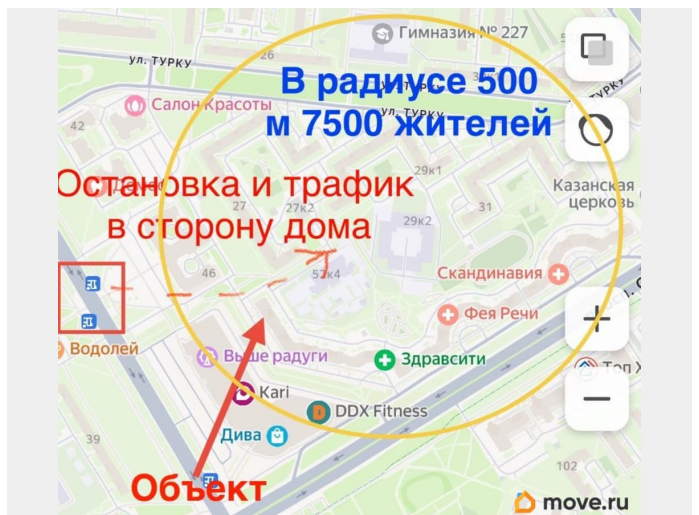 Гимназия № 227
ул. ТУРКУ
26
В радиусе 500
м 7500 жителей
Салон Красоты
ул. ТУРКУ
42
Остановка и трафик
в сторону дома
29к1
Казанская
церковь
27
27к2
29к2
31
46
52к4
Скандинавия
Фея Речи
Водолей
Выше радуги
Здравсити
Kari
DDX Fitness
Дива
39
102
Объект
move.ru